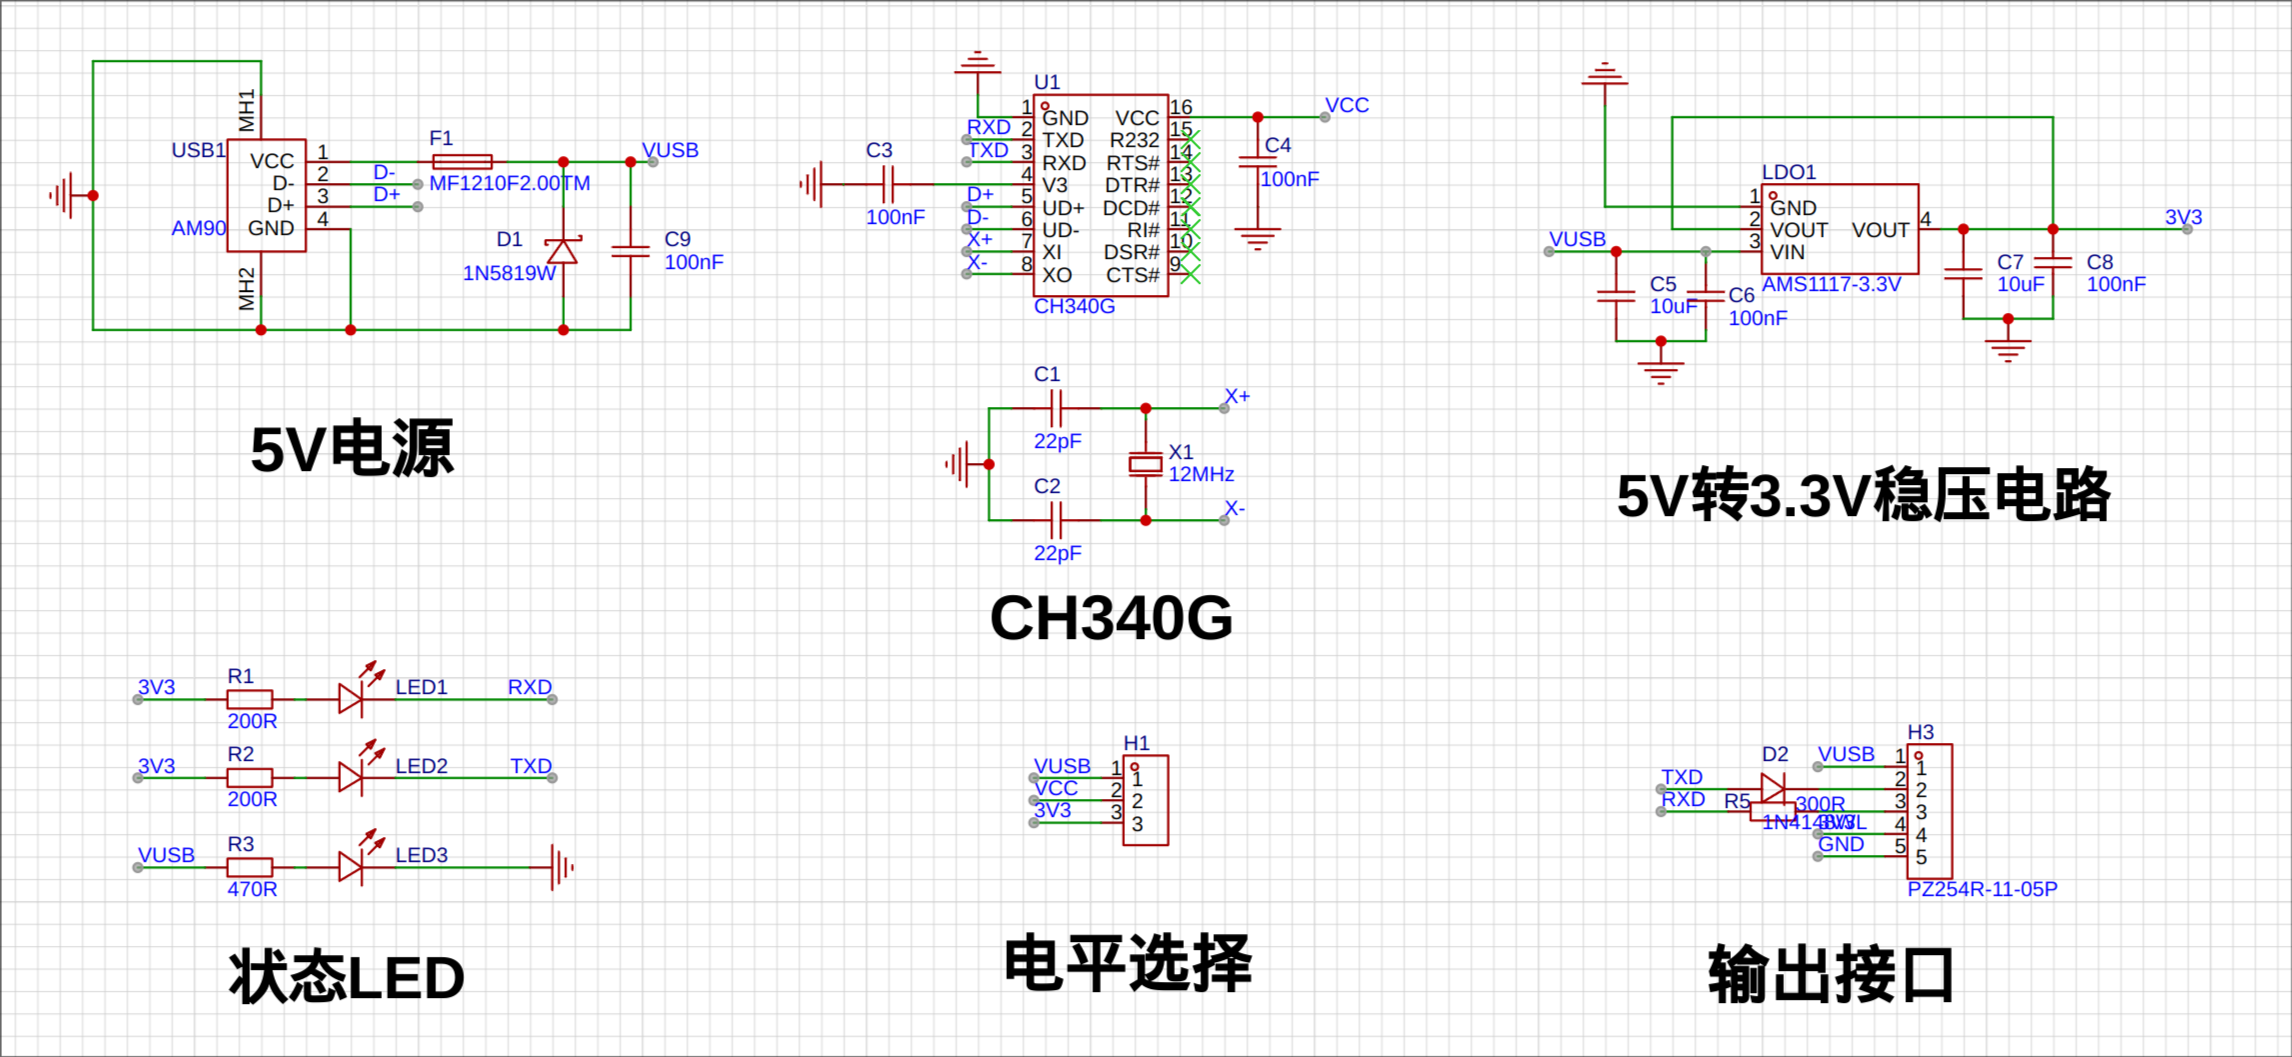 MH1
USB1
VCC 1
D- 2
D+ 3
GND 4
AM90
MH2
D-
D+
F1
MF1210F2.00TM
VUSB
D1
1N5819W
C9
100nF
5V电源
C3
100nF
U1
RXD
TXD
D+
D-
X+
X-
1 GND
2 TXD
3 RXD
4 V3
5 UD+
6 UD-
7 XI
8 XO
VCC 16
R232 15
RTS# 14
DTR# 13
DCD# 12
RI# 11
DSR# 10
CTS# 9
CH340G
VCC
C4
100nF
C1
22pF
C2
22pF
X+
X1
12MHz
X-
CH340G
LDO1
1 GND
2 VOUT
3 VIN
VOUT 4
AMS1117-3.3V
VUSB
C5
10uF
C6
100nF
3V3
C7
10uF
C8
100nF
5V转3.3V稳压电路
3V3 R1 LED1 RXD
200R
3V3 R2 LED2 TXD
200R
VUSB R3 LED3
470R
状态LED
H1
VUSB 1 1
VCC 2 2
3V3 3 3
电平选择
H3
D2
VUSB 1 1
TXD 2 2
RXD R5 300R 3 3
1N4148WL
3V3 4 4
GND 5 5
PZ254R-11-05P
输出接口